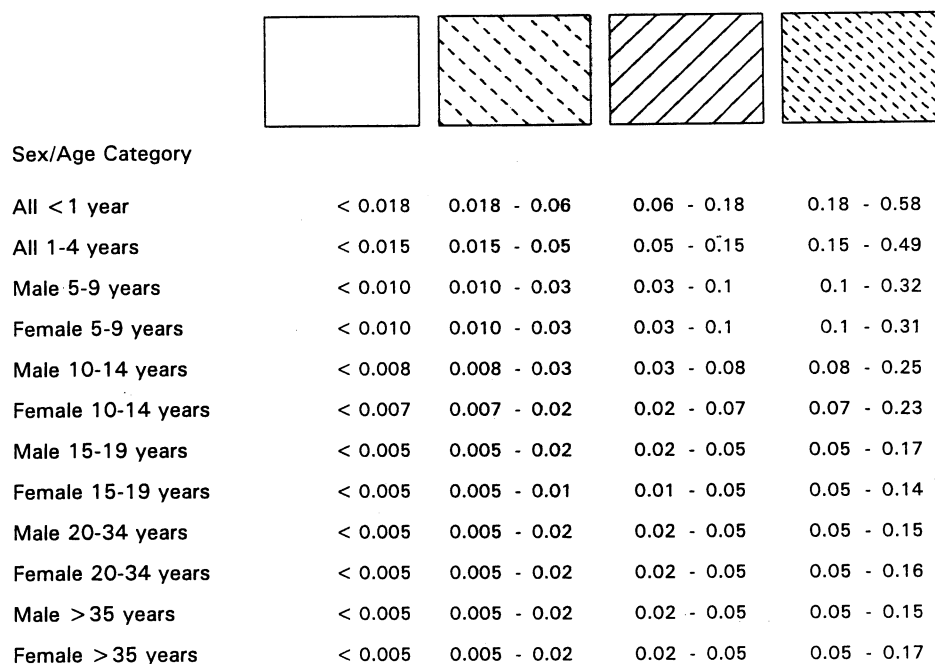 Sex/Age Category
All < 1 year < 0.018 0.018 - 0.06 0.06 - 0.18 0.18 - 0.58
All 1-4 years < 0.015 0.015 - 0.05 0.05 - 0.15 0.15 - 0.49
Male 5-9 years < 0.010 0.010 - 0.03 0.03 - 0.1 0.1 - 0.32
Female 5-9 years < 0.010 0.010 - 0.03 0.03 - 0.1 0.1 - 0.31
Male 10-14 years < 0.008 0.008 - 0.03 0.03 - 0.08 0.08 - 0.25
Female 10-14 years < 0.007 0.007 - 0.02 0.02 - 0.07 0.07 - 0.23
Male 15-19 years < 0.005 0.005 - 0.02 0.02 - 0.05 0.05 - 0.17
Female 15-19 years < 0.005 0.005 - 0.01 0.01 - 0.05 0.05 - 0.14
Male 20-34 years < 0.005 0.005 - 0.02 0.02 - 0.05 0.05 - 0.15
Female 20-34 years < 0.005 0.005 - 0.02 0.02 - 0.05 0.05 - 0.16
Male > 35 years < 0.005 0.005 - 0.02 0.02 - 0.05 0.05 - 0.15
Female > 35 years < 0.005 0.005 - 0.02 0.02 - 0.05 0.05 - 0.17